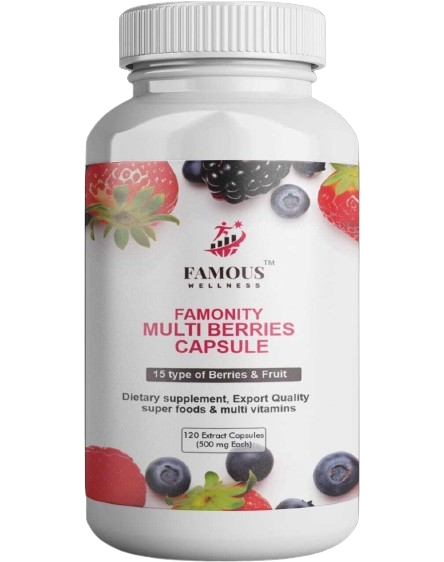 FAMOUS™
WELLNESS
FAMONITY
MULTI BERRIES
CAPSULE
15 type of Berries & Fruit
Dietary supplement, Export Quality
super foods & multi vitamins
120 Extract Capsules
(500 mg Each)